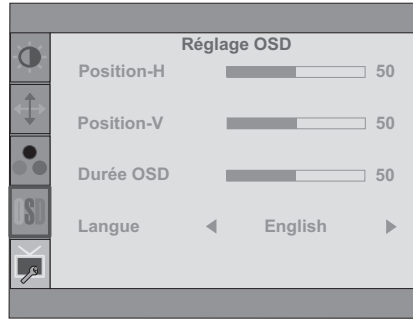 Réglage OSD
Position-H 50
Position-V 50
Durée OSD 50
Langue English
OSD